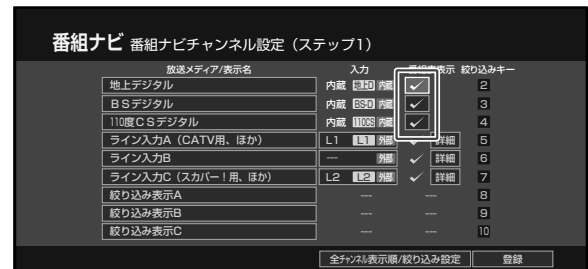 番組ナビ 番組ナビチャンネル設定（ステップ1）
放送メディア/表示名 入力 番組表表示 絞り込みキー
地上デジタル 内蔵 地上D 内蔵 ✓ 2
BSデジタル 内蔵 BS-D 内蔵 ✓ 3
110度CSデジタル 内蔵 110CS 内蔵 ✓ 4
ライン入力A（CATV用、ほか） L1 L1 外部 ✓ 詳細 5
ライン入力B --- 外部 ✓ 詳細 6
ライン入力C（スカパー！用、ほか） L2 L2 外部 ✓ 詳細 7
絞り込み表示A --- --- 8
絞り込み表示B --- --- 9
絞り込み表示C --- --- 10
全チャンネル表示順/絞り込み設定 登録